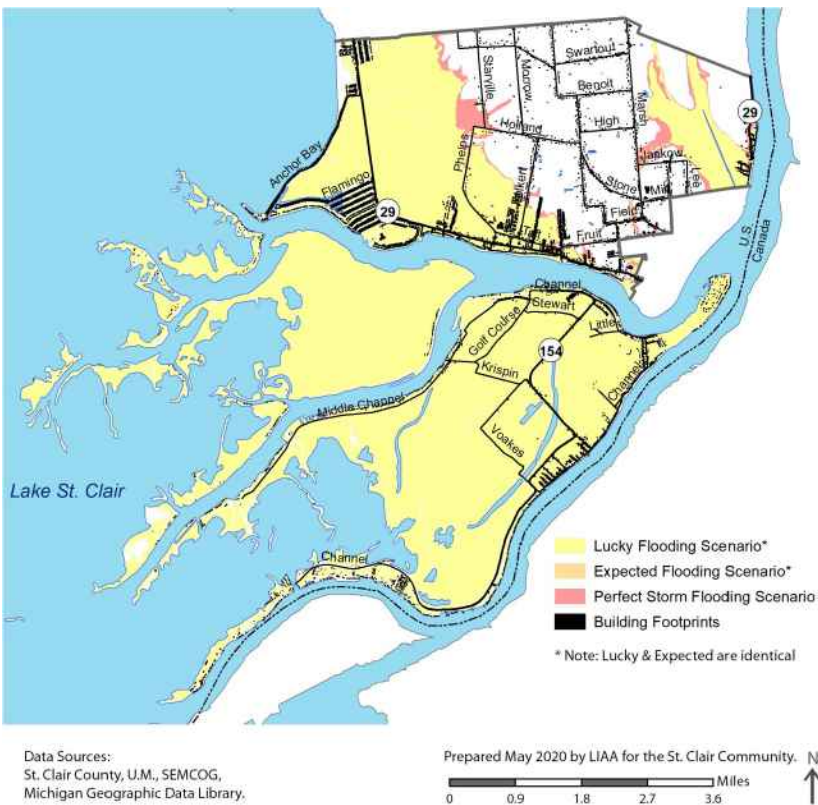 Swartout
Starville
Morrow
Benoit
Marsh
29
High
Holland
Phelps
Jankow
Anchor Bay
Lee
Stone
Mill
Flamingo
Field
29
Fruit
Taft
U.S.
Canada
Channel
Stewart
Little
Golf Course
154
Krispin
Channel
Middle Channel
Voakes
Lake St. Clair
Channel
Lucky Flooding Scenario*
Expected Flooding Scenario*
Perfect Storm Flooding Scenario
Building Footprints
* Note: Lucky & Expected are identical
Data Sources:
St. Clair County, U.M., SEMCOG,
Michigan Geographic Data Library.
Prepared May 2020 by LIAA for the St. Clair Community.
N
Miles
0 0.9 1.8 2.7 3.6